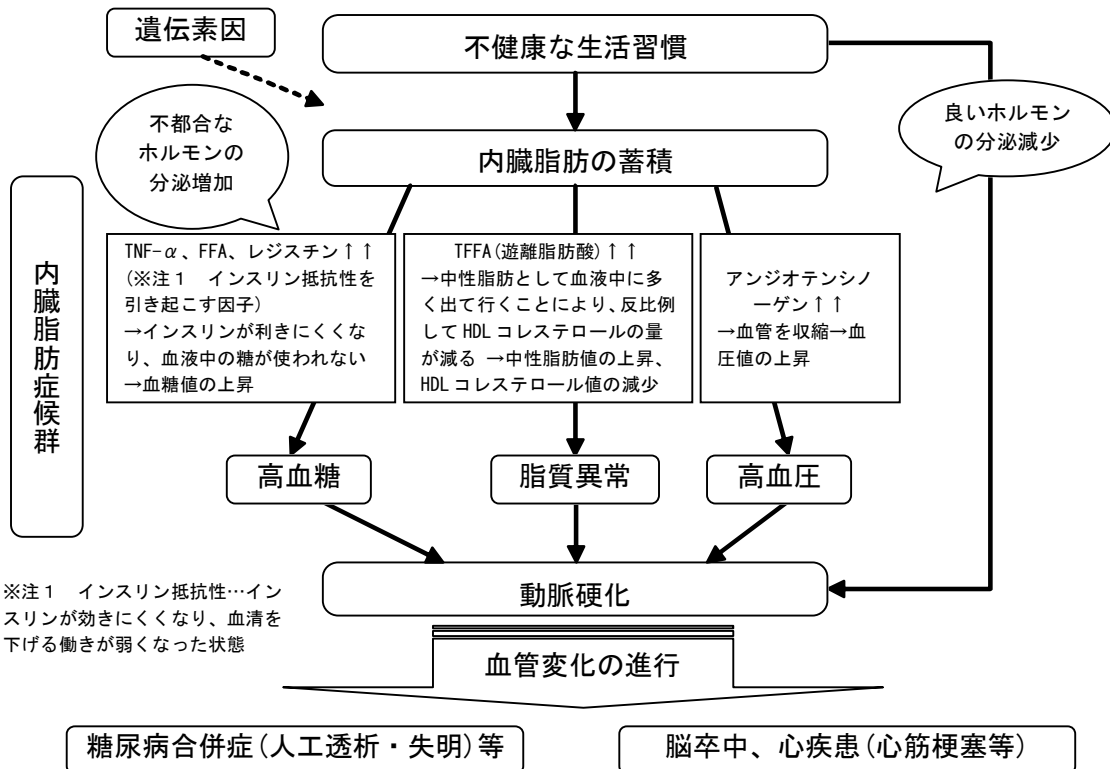 遺伝素因
不健康な生活習慣
不都合な
ホルモンの
分泌増加
良いホルモン
の分泌減少
内臓脂肪の蓄積
内臓脂肪症候群
TNF-α、FFA、レジスチン↑↑
(※注１　インスリン抵抗性を
引き起こす因子)
→インスリンが利きにくくな
り、血液中の糖が使われない
→血糖値の上昇
TFFA(遊離脂肪酸)↑↑
→中性脂肪として血液中に多
く出て行くことにより、反比例
して HDL コレステロールの量
が減る →中性脂肪値の上昇、
HDL コレステロール値の減少
アンジオテンシノ
ーゲン↑↑
→血管を収縮→血
圧値の上昇
高血糖
脂質異常
高血圧
動脈硬化
※注１　インスリン抵抗性…イン
スリンが効きにくくなり、血清を
下げる働きが弱くなった状態
血管変化の進行
糖尿病合併症(人工透析・失明)等
脳卒中、心疾患(心筋梗塞等)